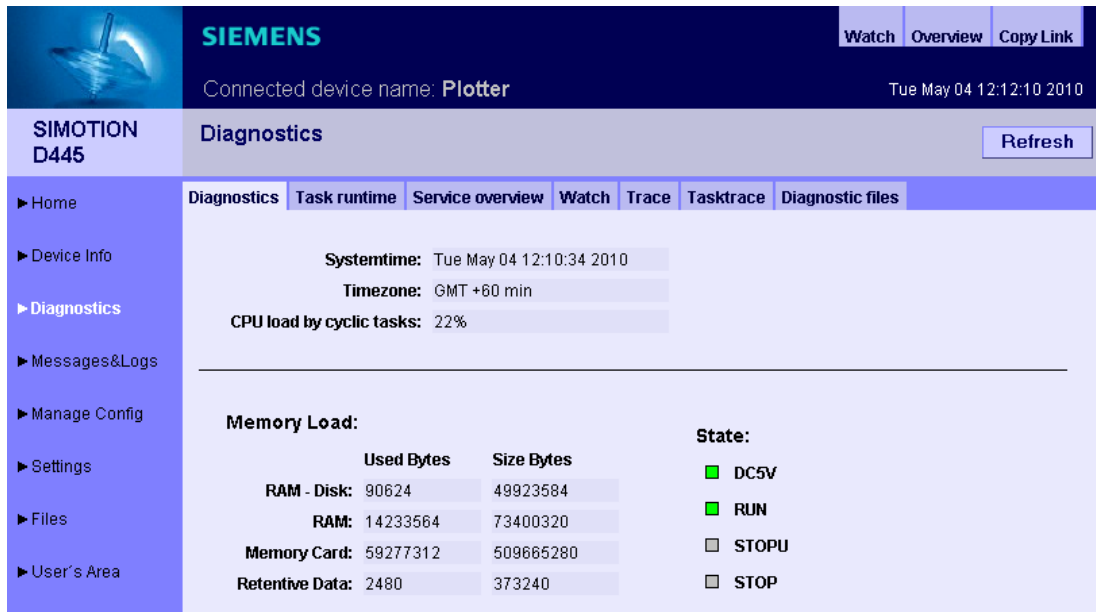 SIEMENS
Watch Overview Copy Link
Connected device name: Plotter
Tue May 04 12:12:10 2010
SIMOTION
D445
Diagnostics
Refresh
Home
Device Info
Diagnostics
Messages&Logs
Manage Config
Settings
Files
User´s Area
Diagnostics Task runtime Service overview Watch Trace Tasktrace Diagnostic files
Systemtime: Tue May 04 12:10:34 2010
Timezone: GMT +60 min
CPU load by cyclic tasks: 22%
Memory Load:
Used Bytes Size Bytes
RAM - Disk: 90624 49923584
RAM: 14233564 73400320
Memory Card: 59277312 509665280
Retentive Data: 2480 373240
State:
DC5V
RUN
STOPU
STOP